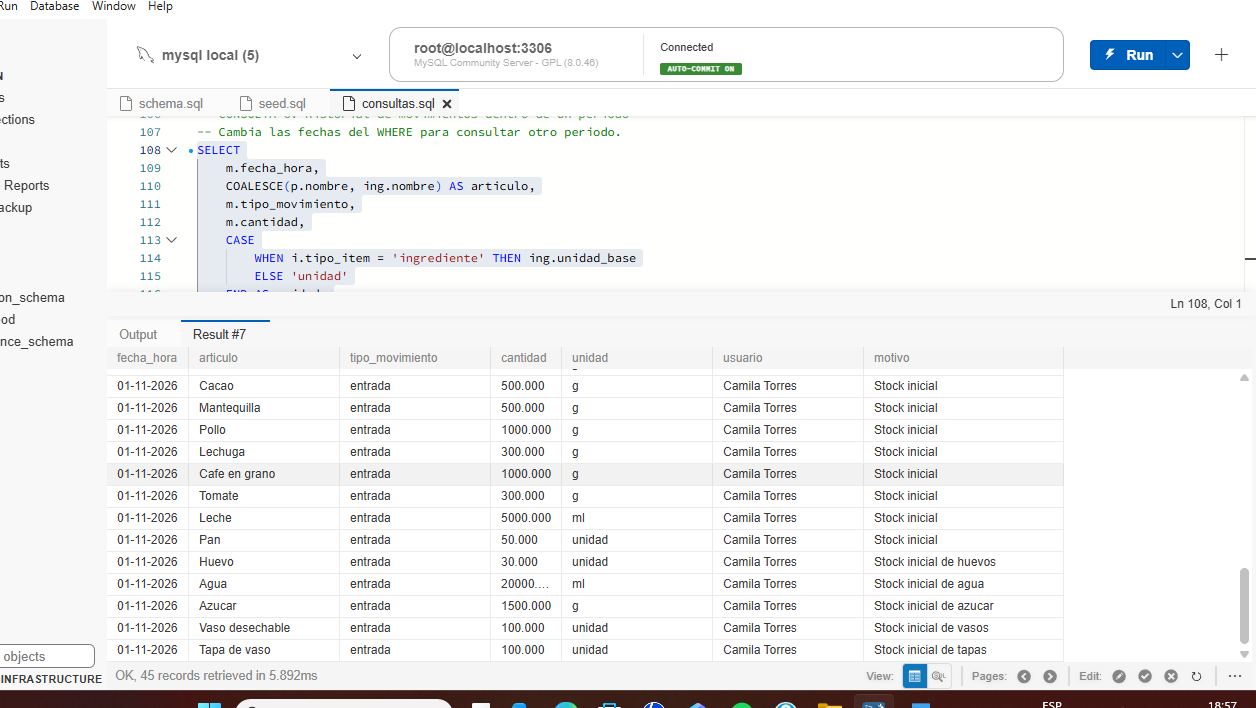 Run Database Window Help
mysql local (5)
root@localhost:3306
MySQL Community Server - GPL (8.0.46)
Connected
AUTO-COMMIT ON
Run
schema.sql
seed.sql
consultas.sql
107 -- Cambia las fechas del WHERE para consultar otro periodo.
108 SELECT
109 m.fecha_hora,
110 COALESCE(p.nombre, ing.nombre) AS articulo,
111 m.tipo_movimiento,
112 m.cantidad,
113 CASE
114 WHEN i.tipo_item = 'ingrediente' THEN ing.unidad_base
115 ELSE 'unidad'
Ln 108, Col 1
ections
ts
Reports
ackup
on_schema
od
nce_schema
objects
INFRASTRUCTURE
Output Result #7
fecha_hora articulo tipo_movimiento cantidad unidad usuario motivo
01-11-2026 Cacao entrada 500.000 g Camila Torres Stock inicial
01-11-2026 Mantequilla entrada 500.000 g Camila Torres Stock inicial
01-11-2026 Pollo entrada 1000.000 g Camila Torres Stock inicial
01-11-2026 Lechuga entrada 300.000 g Camila Torres Stock inicial
01-11-2026 Cafe en grano entrada 1000.000 g Camila Torres Stock inicial
01-11-2026 Tomate entrada 300.000 g Camila Torres Stock inicial
01-11-2026 Leche entrada 5000.000 ml Camila Torres Stock inicial
01-11-2026 Pan entrada 50.000 unidad Camila Torres Stock inicial
01-11-2026 Huevo entrada 30.000 unidad Camila Torres Stock inicial de huevos
01-11-2026 Agua entrada 20000.... ml Camila Torres Stock inicial de agua
01-11-2026 Azucar entrada 1500.000 g Camila Torres Stock inicial de azucar
01-11-2026 Vaso desechable entrada 100.000 unidad Camila Torres Stock inicial de vasos
01-11-2026 Tapa de vaso entrada 100.000 unidad Camila Torres Stock inicial de tapas
OK, 45 records retrieved in 5.892ms
View: Pages: Edit:
ESP 18:57